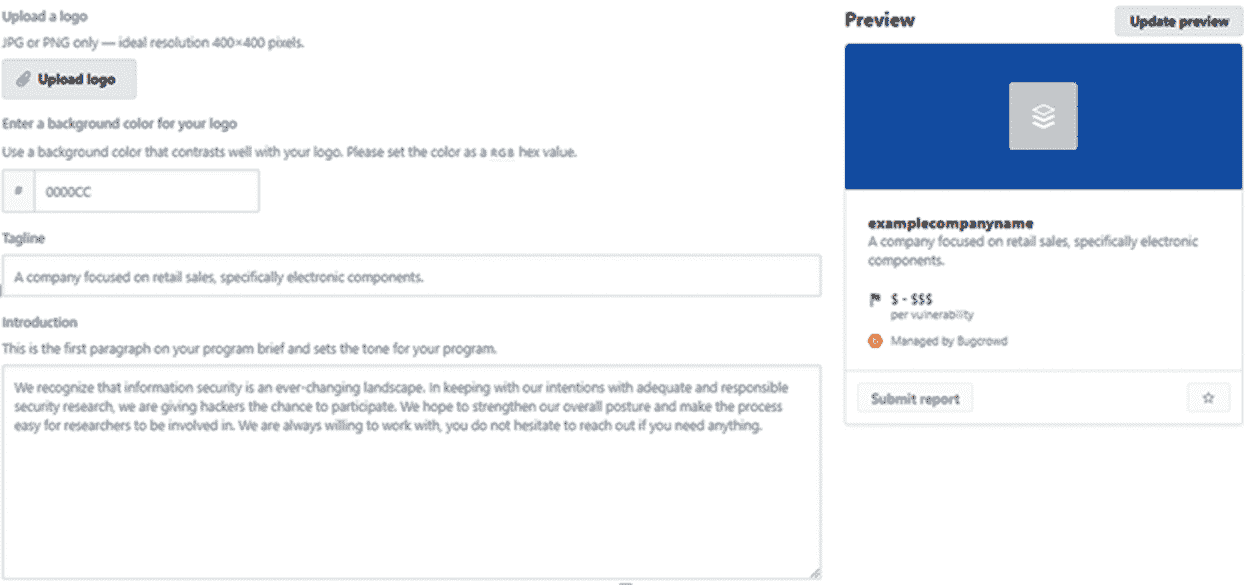 Upload a logo
JPG or PNG only — ideal resolution 400×400 pixels.
Upload logo
Enter a background color for your logo
Use a background color that contrasts well with your logo. Please set the color as a RGB hex value.
# 0000CC
Tagline
A company focused on retail sales, specifically electronic components.
Introduction
This is the first paragraph on your program brief and sets the tone for your program.
We recognize that information security is an ever-changing landscape. In keeping with our intentions with adequate and responsible
security research, we are giving hackers the chance to participate. We hope to strengthen our overall posture and make the process
easy for researchers to be involved in. We are always willing to work with, you do not hesitate to reach out if you need anything.
Preview
Update preview
examplecompanyname
A company focused on retail sales, specifically electronic
components.
$ - $$$
per vulnerability
Managed by Bugcrowd
Submit report